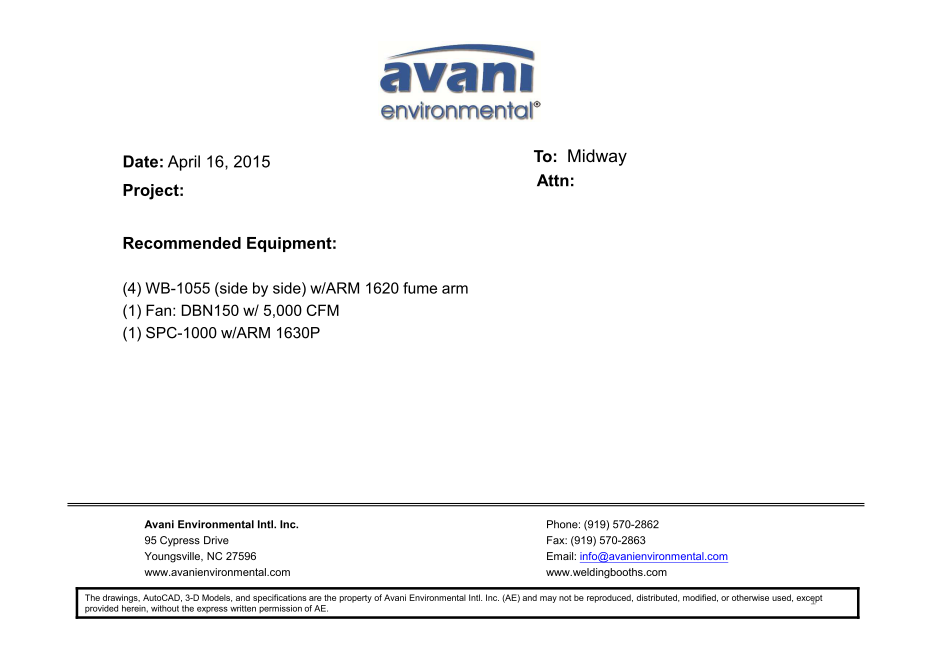 avani
environmental®
Date: April 16, 2015
To: Midway
Project:
Attn:
Recommended Equipment:
(4) WB-1055 (side by side) w/ARM 1620 fume arm
(1) Fan: DBN150 w/ 5,000 CFM
(1) SPC-1000 w/ARM 1630P
Avani Environmental Intl. Inc.
95 Cypress Drive
Youngsville, NC 27596
www.avanienvironmental.com
Phone: (919) 570-2862
Fax: (919) 570-2863
Email: info@avanienvironmental.com
www.weldingbooths.com
The drawings, AutoCAD, 3-D Models, and specifications are the property of Avani Environmental Intl. Inc. (AE) and may not be reproduced, distributed, modified, or otherwise used, except
provided herein, without the express written permission of AE.